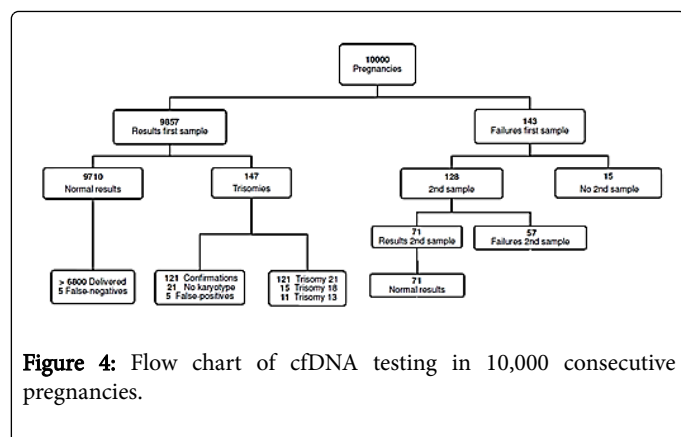 10000
Pregnancies
9857
Results first sample
143
Failures first sample
9710
Normal results
147
Trisomies
128
2nd sample
15
No 2nd sample
71
Results 2nd sample
57
Failures 2nd sample
> 6800 Delivered
5 False-negatives
121 Confirmations
21 No karyotype
5 False-positives
121 Trisomy 21
15 Trisomy 18
11 Trisomy 13
71
Normal results
Figure 4: Flow chart of cfDNA testing in 10,000 consecutive
pregnancies.